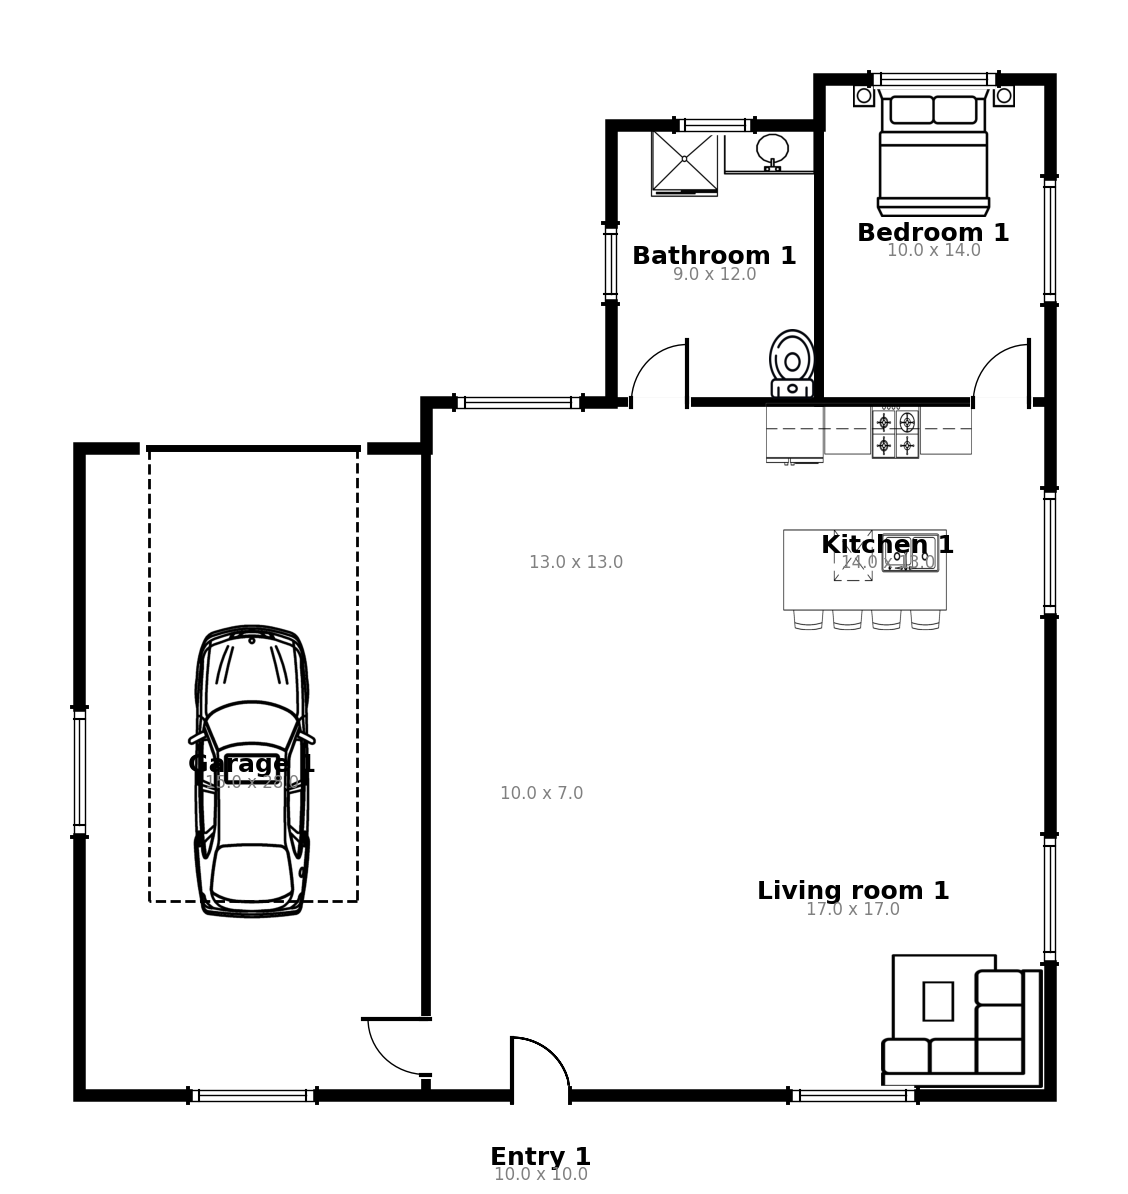 Bedroom 1
10.0 x 14.0
Bathroom 1
9.0 x 12.0
Kitchen 1
14.0 x 13.0
13.0 x 13.0
Garage 1
15.0 x 28.0
10.0 x 7.0
Living room 1
17.0 x 17.0
Entry 1
10.0 x 10.0